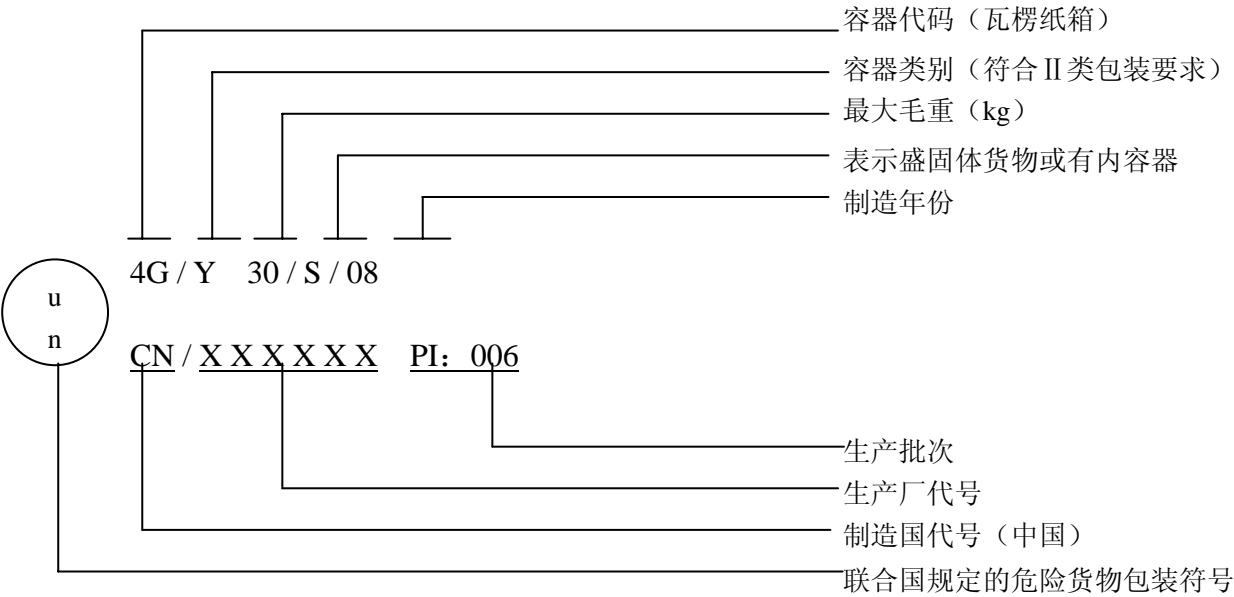 容器代码（瓦楞纸箱）
容器类别（符合Ⅱ类包装要求）
最大毛重（kg）
表示盛固体货物或有内容器
制造年份
4G / Y 30 / S / 08
u
n
CN / X X X X X X PI：006
生产批次
生产厂代号
制造国代号（中国）
联合国规定的危险货物包装符号